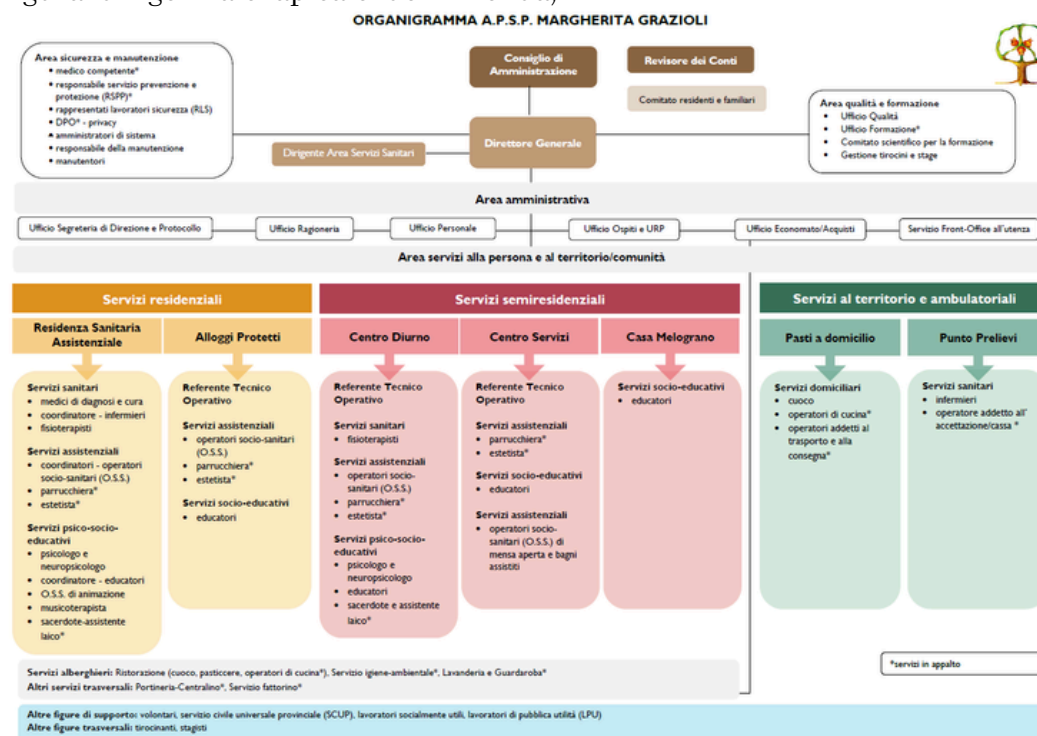 ORGANIGRAMMA A.P.S.P. MARGHERITA GRAZIOLI
Area sicurezza e manutenzione
• medico competente*
• responsabile servizio prevenzione e
protezione (RSPP)*
• rappresentati lavoratori sicurezza (RLS)
• DPO* - privacy
• amministratori di sistema
• responsabile della manutenzione
• manutentori
Consiglio di
Amministrazione
Revisore dei Conti
Comitato residenti e familiari
Direttore Generale
Dirigente Area Servizi Sanitari
Area qualità e formazione
• Ufficio Qualità
• Ufficio Formazione*
• Comitato scientifico per la formazione
• Gestione tirocini e stage
Area amministrativa
Ufficio Segreteria di Direzione e Protocollo
Ufficio Ragioneria
Ufficio Personale
Ufficio Ospiti e URP
Ufficio Economato/Acquisti
Servizio Front-Office all'utenza
Area servizi alla persona e al territorio/comunità
Servizi residenziali
Residenza Sanitaria
Assistenziale
Servizi sanitari
• medici di diagnosi e cura
• coordinatore - infermieri
• fisioterapisti
Servizi assistenziali
• coordinatori - operatori
socio-sanitari (O.S.S.)
• parrucchiera*
• estetista*
Servizi psico-socio-
educativi
• psicologo e
neuropsicologo
• coordinatore - educatori
• O.S.S. di animazione
• musicoterapista
• sacerdote-assistente
laico*
Alloggi Protetti
Referente Tecnico
Operativo
Servizi assistenziali
• operatori socio-sanitari
(O.S.S.)
• parrucchiera*
• estetista*
Servizi socio-educativi
• educatori
Servizi semiresidenziali
Centro Diurno
Referente Tecnico
Operativo
Servizi sanitari
• fisioterapisti
Servizi assistenziali
• operatori socio-
sanitari (O.S.S.)
• parrucchiera*
• estetista*
Servizi psico-socio-
educativi
• psicologo e
neuropsicologo
• educatori
• sacerdote e assistente
laico*
Centro Servizi
Referente Tecnico
Operativo
Servizi assistenziali
• parrucchiera*
• estetista*
Servizi socio-educativi
• educatori
Servizi assistenziali
• operatori socio-
sanitari (O.S.S.) di
mensa aperta e bagni
assistiti
Casa Melograno
Servizi socio-educativi
• educatori
Servizi al territorio e ambulatoriali
Pasti a domicilio
Servizi domiciliari
• cuoco
• operatori di cucina*
• operatori addetti al
trasporto e alla
consegna*
Punto Prelievi
Servizi sanitari
• infermieri
• operatore addetto all'
accettazione/cassa *
*servizi in appalto
Servizi alberghieri: Ristorazione (cuoco, pasticcere, operatori di cucina*), Servizio igiene-ambientale*, Lavanderia e Guardaroba*
Altri servizi trasversali: Portineria-Centralino*, Servizio fattorino*
Altre figure di supporto: volontari, servizio civile universale provinciale (SCUP), lavoratori socialmente utili, lavoratori di pubblica utilità (LPU)
Altre figure trasversali: tirocinanti, stagisti